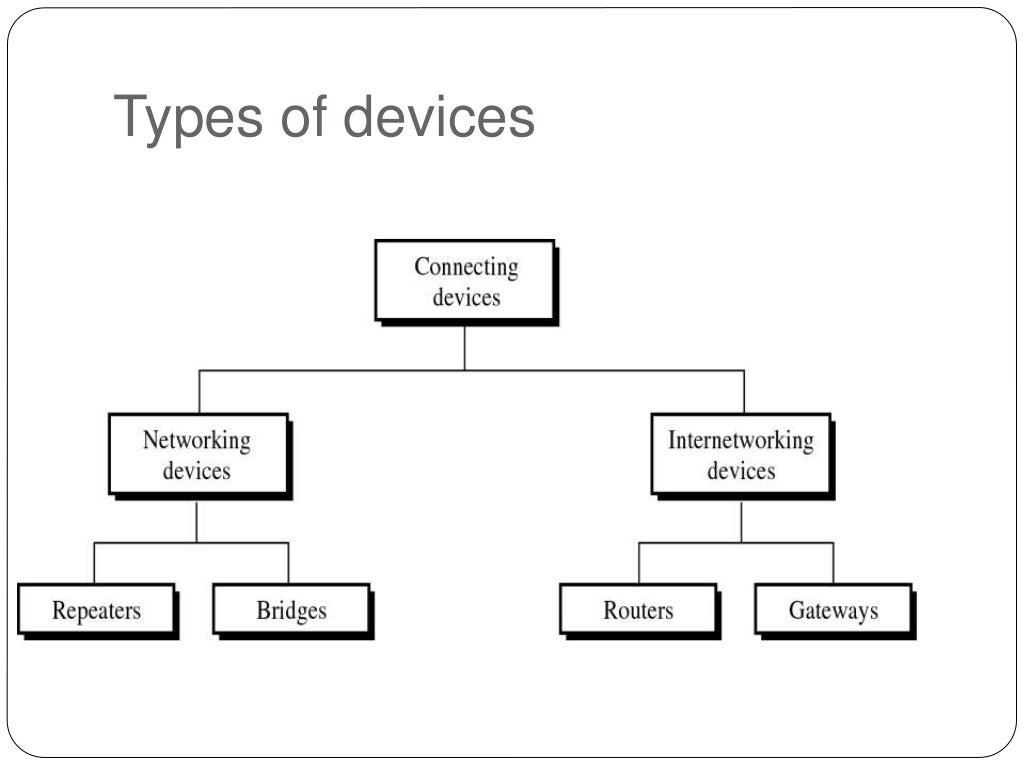 Types of devices
Connecting
devices
Networking
devices
Internetworking
devices
Repeaters
Bridges
Routers
Gateways